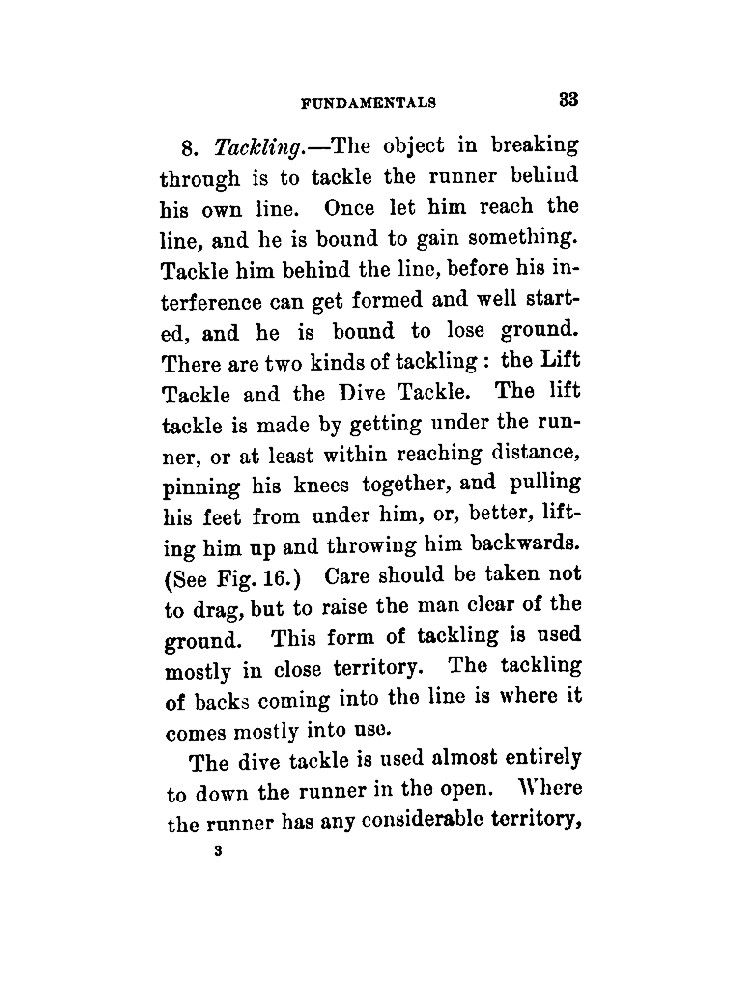 FUNDAMENTALS 33
8. Tackling.—The object in breaking
through is to tackle the runner behind
his own line. Once let him reach the
line, and he is bound to gain something.
Tackle him behind the line, before his in-
terference can get formed and well start-
ed, and he is bound to lose ground.
There are two kinds of tackling: the Lift
Tackle and the Dive Tackle. The lift
tackle is made by getting under the run-
ner, or at least within reaching distance,
pinning his knees together, and pulling
his feet from under him, or, better, lift-
ing him up and throwing him backwards.
(See Fig. 16.) Care should be taken not
to drag, but to raise the man clear of the
ground. This form of tackling is used
mostly in close territory. The tackling
of backs coming into the line is where it
comes mostly into use.
The dive tackle is used almost entirely
to down the runner in the open. Where
the runner has any considerable territory,
3